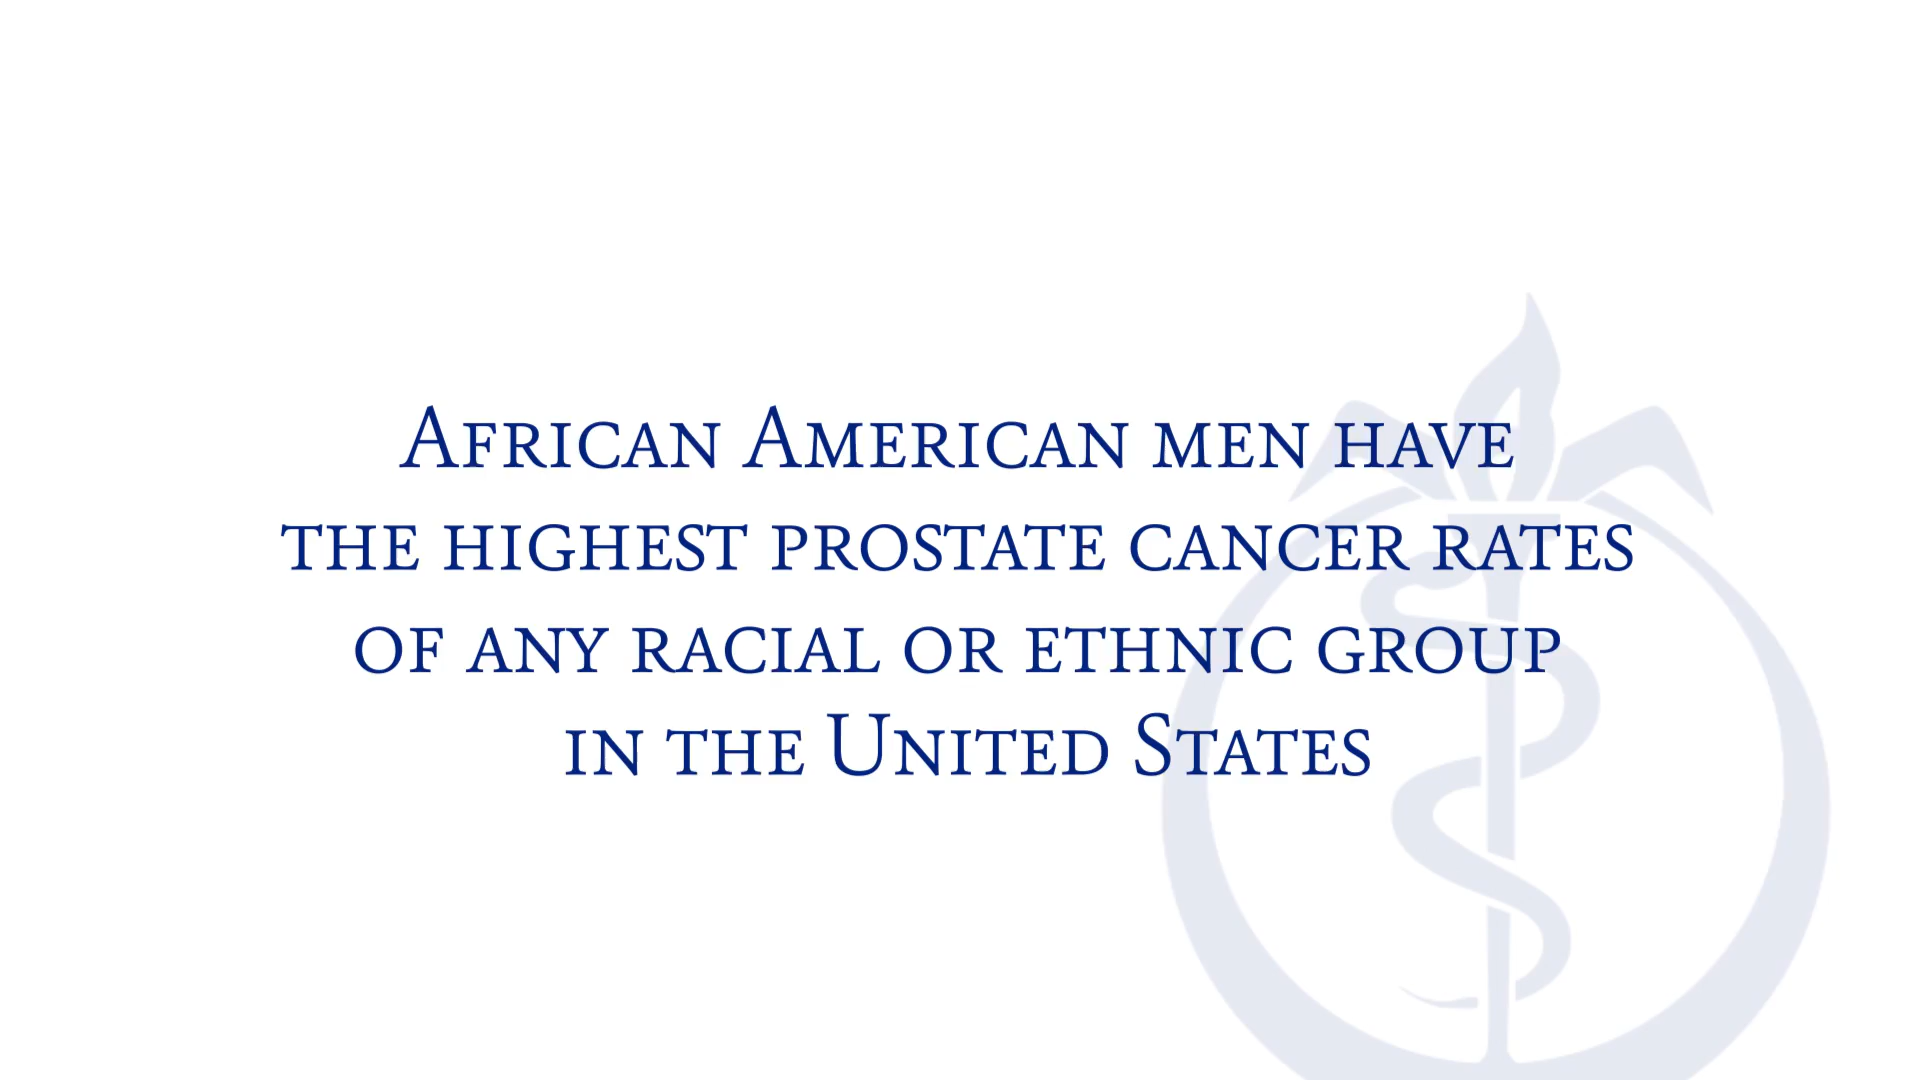 African American men have
the highest prostate cancer rates
of any racial or ethnic group
in the United States